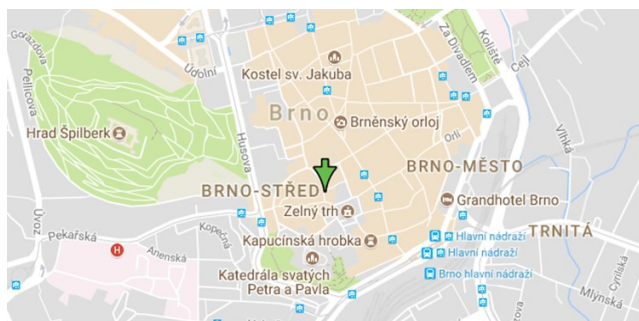 Gorazdova
Údolní
Pellicova
Za Divadlem
Koliště
Cejl
Kostel sv. Jakuba
Brno
Brněnský orloj
Hrad Špilberk
Husova
Orlí
Vlhká
BRNO-MĚSTO
BRNO-STŘED
Grandhotel Brno
Zelný trh
Úvoz
Pekařská
Kopečná
TRNITÁ
Hlavní nádraží
Kapucínská hrobka
Anenská
H
Hlavní nádraží
Katedrála svatých
Petra a Pavla
Brno hlavní nádraží
Cyrilská
Mlýnská